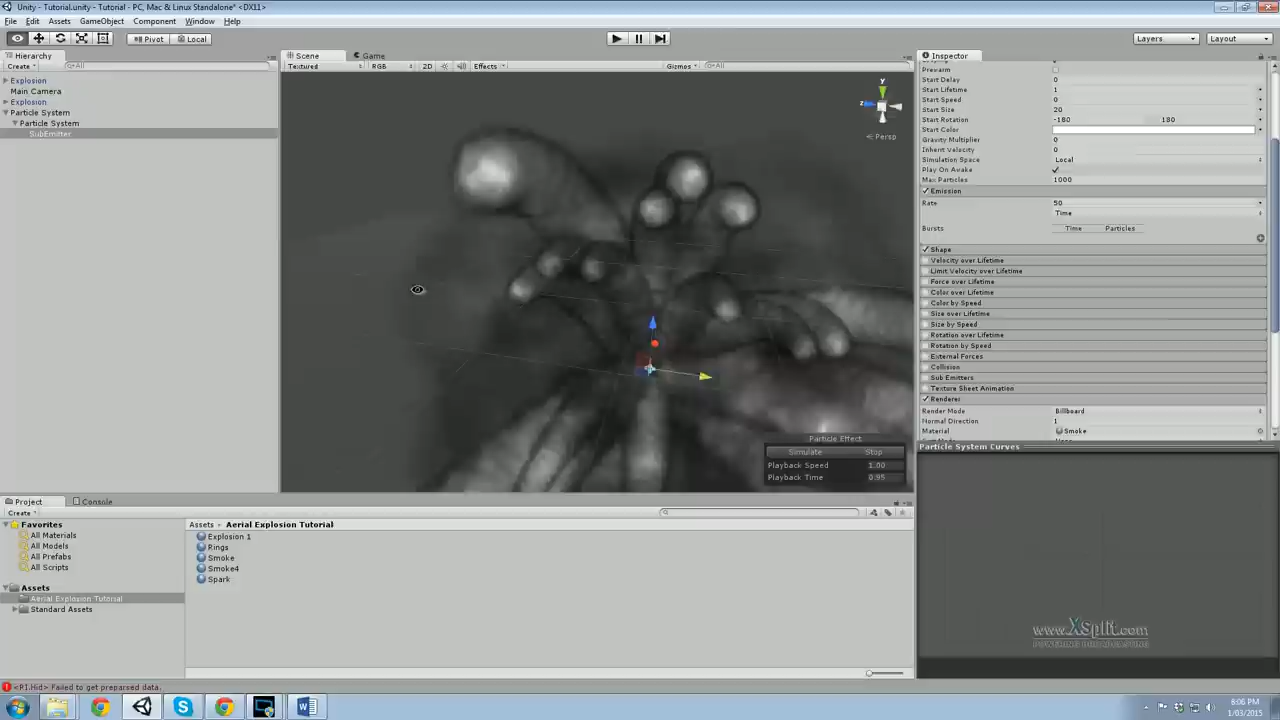 Unity - Tutorial.unity - Tutorial - PC, Mac & Linux Standalone* <DX11>
File Edit Assets GameObject Component Window Help
Pivot Local Layers Layout
Hierarchy
Create All
Explosion
Main Camera
Explosion
Particle System
Particle System
SubEmitter
Scene Game
Textured RGB 2D Effects Gizmos All
y
z
Persp
Particle Effect
Simulate Stop
Playback Speed 1.00
Playback Time 0.95
Inspector
Prewarm
Start Delay 0
Start Lifetime 1
Start Speed 0
Start Size 20
Start Rotation -180 180
Start Color
Gravity Multiplier 0
Inherit Velocity 0
Simulation Space Local
Play On Awake
Max Particles 1000
Emission
Rate 50
Time
Bursts Time Particles
Shape
Velocity over Lifetime
Limit Velocity over Lifetime
Force over Lifetime
Color over Lifetime
Color by Speed
Size over Lifetime
Size by Speed
Rotation over Lifetime
Rotation by Speed
External Forces
Collision
Sub Emitters
Texture Sheet Animation
Renderer
Render Mode Billboard
Normal Direction 1
Material Smoke
Particle System Curves
www.XSplit.com
POWERING BROADCASTING
Project Console
Create
Favorites
All Materials
All Models
All Prefabs
All Scripts
Assets
Aerial Explosion Tutorial
Standard Assets
Assets Aerial Explosion Tutorial
Explosion 1
Rings
Smoke
Smoke4
Spark
<RI.Hid> Failed to get preparsed data.
8:06 PM
1/03/2015